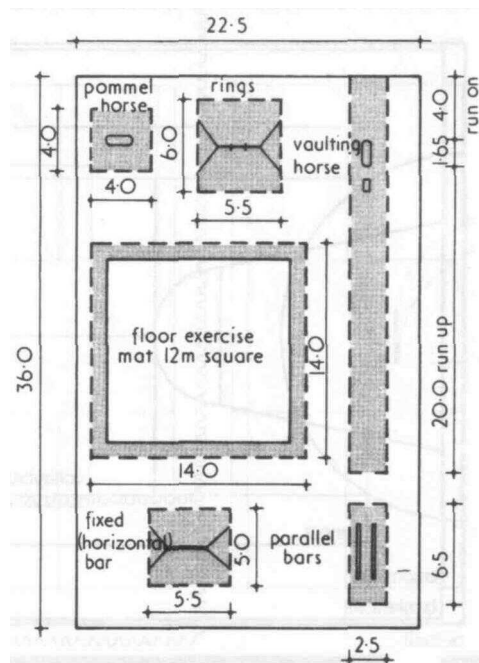 22·5
pommel
horse
rings
4·0
run on
4·0
6·0
vaulting
horse
1·65
4·0
5·5
36·0
floor exercise
mat 12m square
14·0
20·0 run up
14·0
fixed
(horizontal)
bar
5·0
parallel
bars
6·5
5·5
2·5